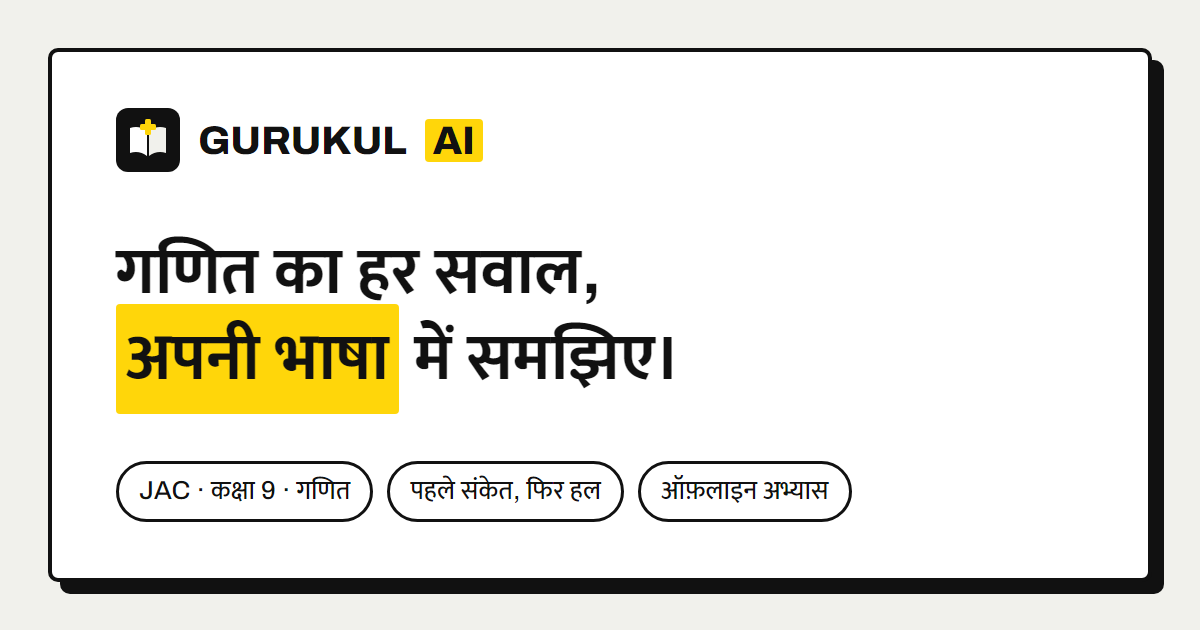 GURUKUL AI
गणित का हर सवाल,
अपनी भाषा में समझिए।
JAC · कक्षा 9 · गणित
पहले संकेत, फिर हल
ऑफ़लाइन अभ्यास